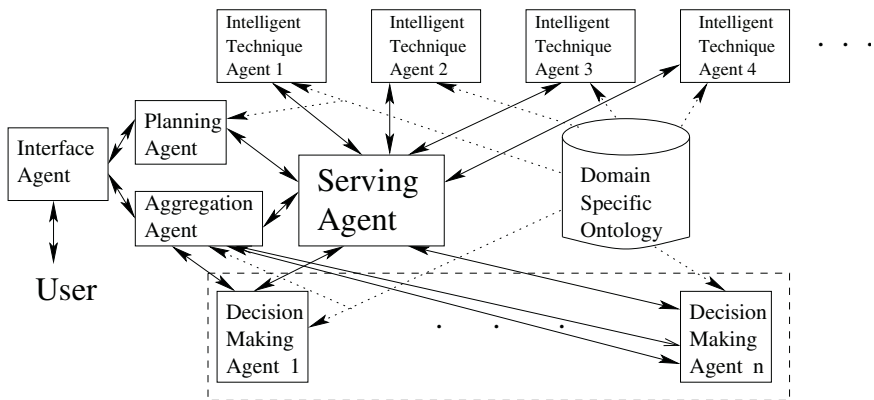 Intelligent
Technique
Agent 1
Intelligent
Technique
Agent 2
Intelligent
Technique
Agent 3
Intelligent
Technique
Agent 4
. . .
Planning
Agent
Interface
Agent
Serving
Agent
Domain
Specific
Ontology
Aggregation
Agent
User
Decision
Making
Agent 1
. . .
Decision
Making
Agent n